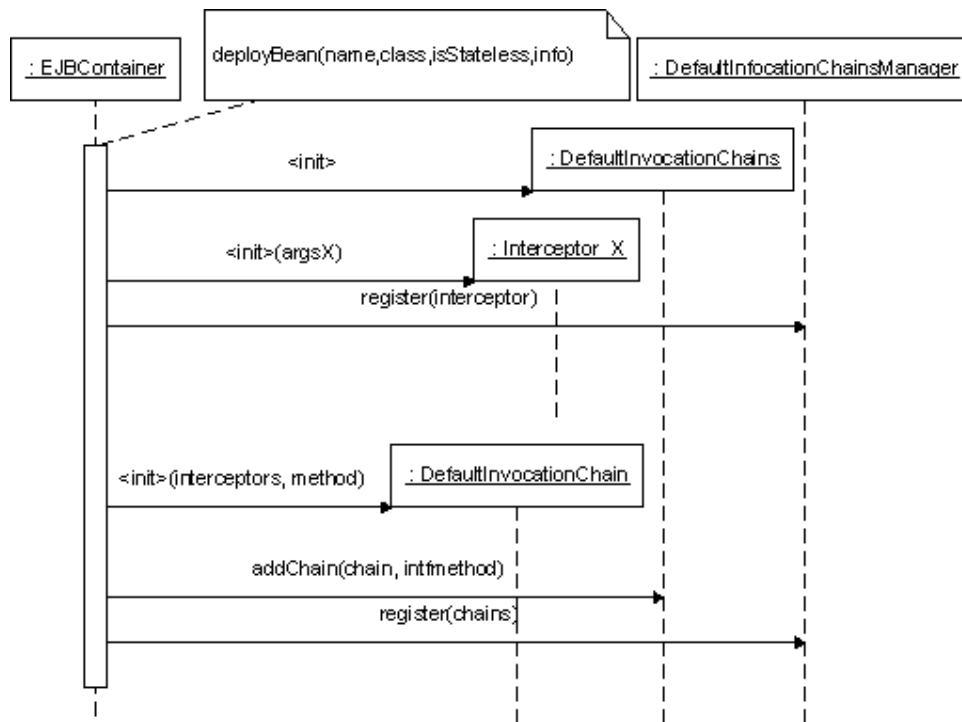 deployBean(name,class,isStateless,info)
: EJBContainer
: DefaultInfocationChainsManager
: DefaultInvocationChains
<init>
: Interceptor_X
<init>(argsX)
register(interceptor)
: DefaultInvocationChain
<init>(interceptors, method)
addChain(chain, intfmethod)
register(chains)